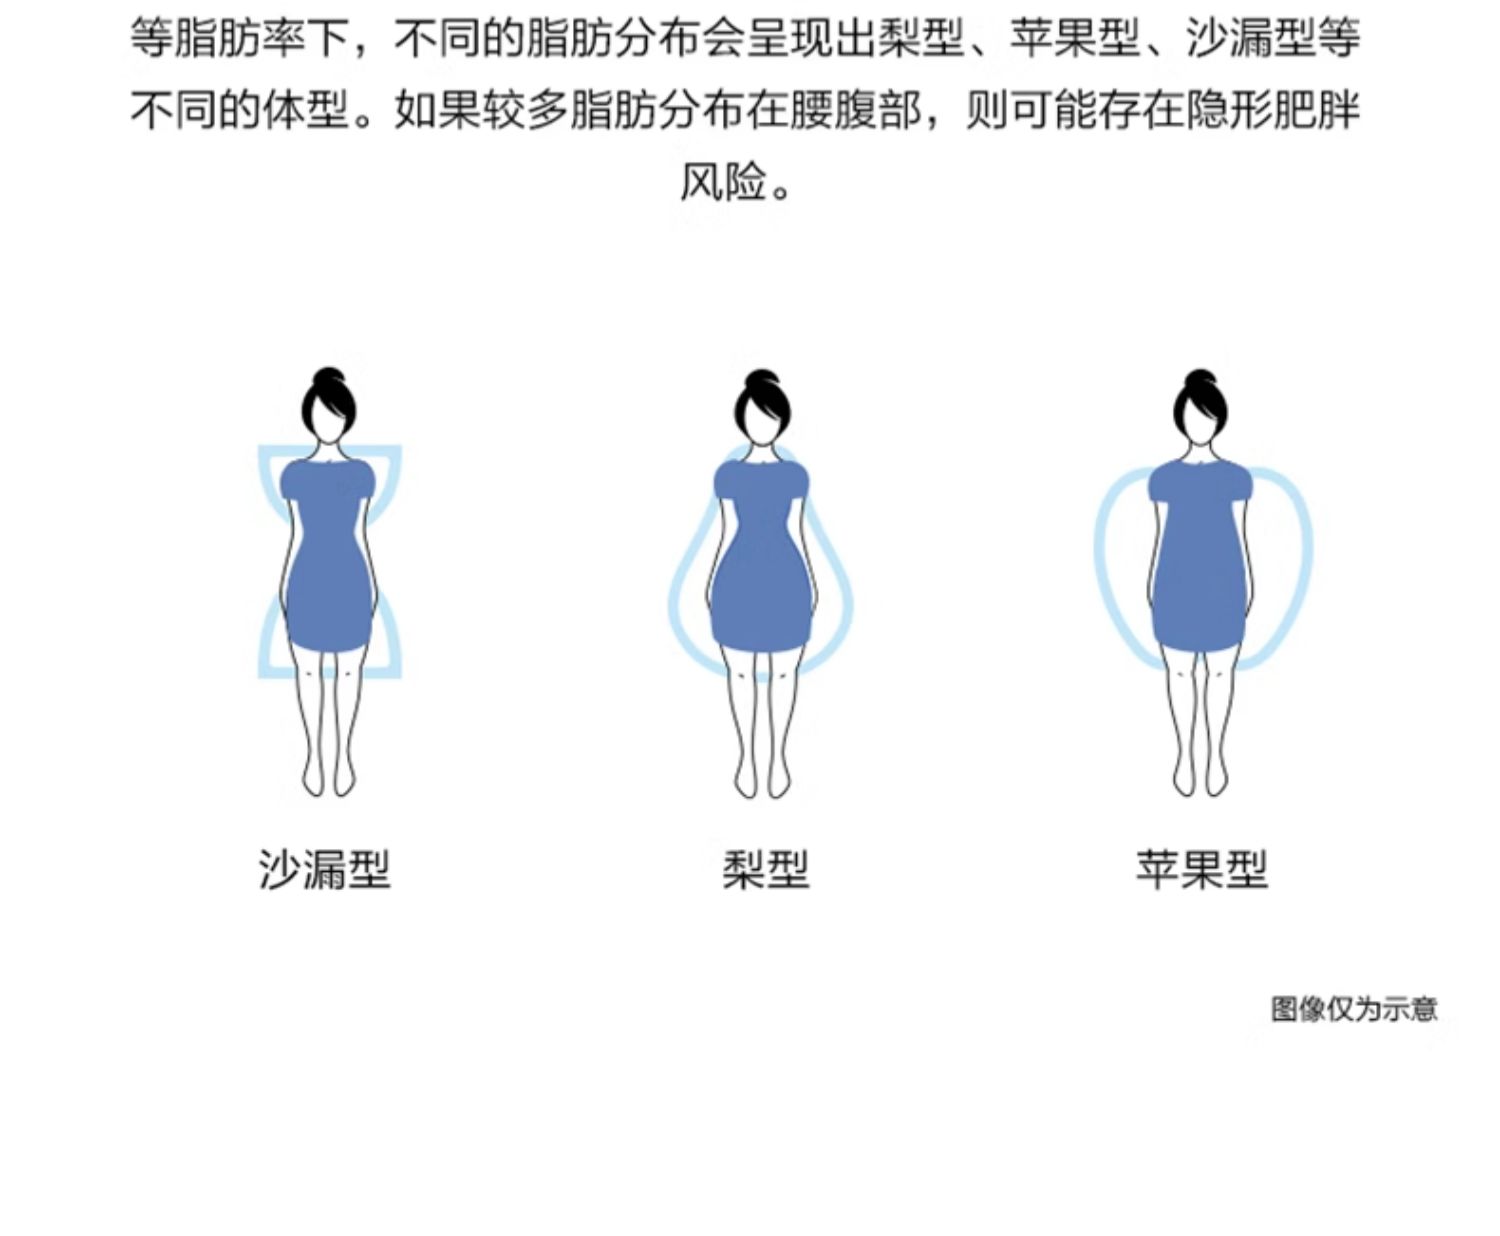 等脂肪率下，不同的脂肪分布会呈现出梨型、苹果型、沙漏型等
不同的体型。如果较多脂肪分布在腰腹部，则可能存在隐形肥胖
风险。
沙漏型
梨型
苹果型
图像仅为示意